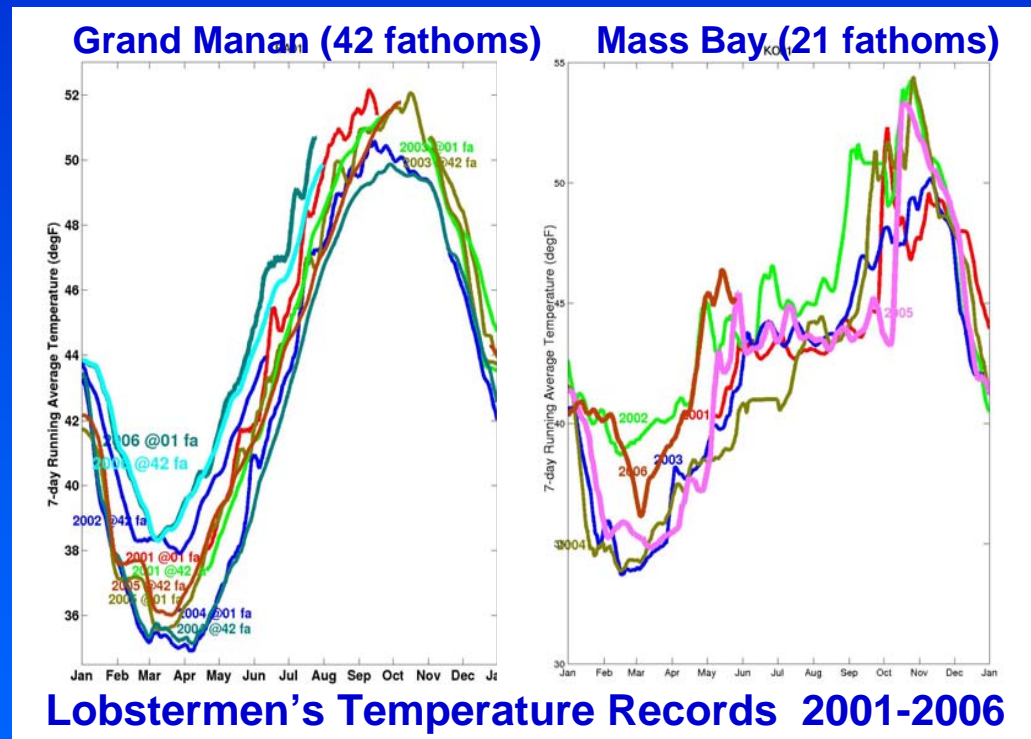 Grand Manan (42 fathoms)
Mass Bay (21 fathoms)
7-day Running Average Temperature (degF)
52
50
48
46
44
42
40
38
36
2003 @01 fa
2003 @42 fa
2006 @01 fa
@42 fa
2002 @42 fa
2001 @01 fa
2001 @42 fa
2005 @42 fa
@01 fa
2004 @01 fa
@42 fa
Jan Feb Mar Apr May Jun Jul Aug Sep Oct Nov Dec Ja
7-day Running Average Temperature (degF)
55
50
45
40
30
2005
2002
2001
2003
2006
2004
Jan Feb Mar Apr May Jun Jul Aug Sep Oct Nov Dec Jan
Lobstermen's Temperature Records 2001-2006